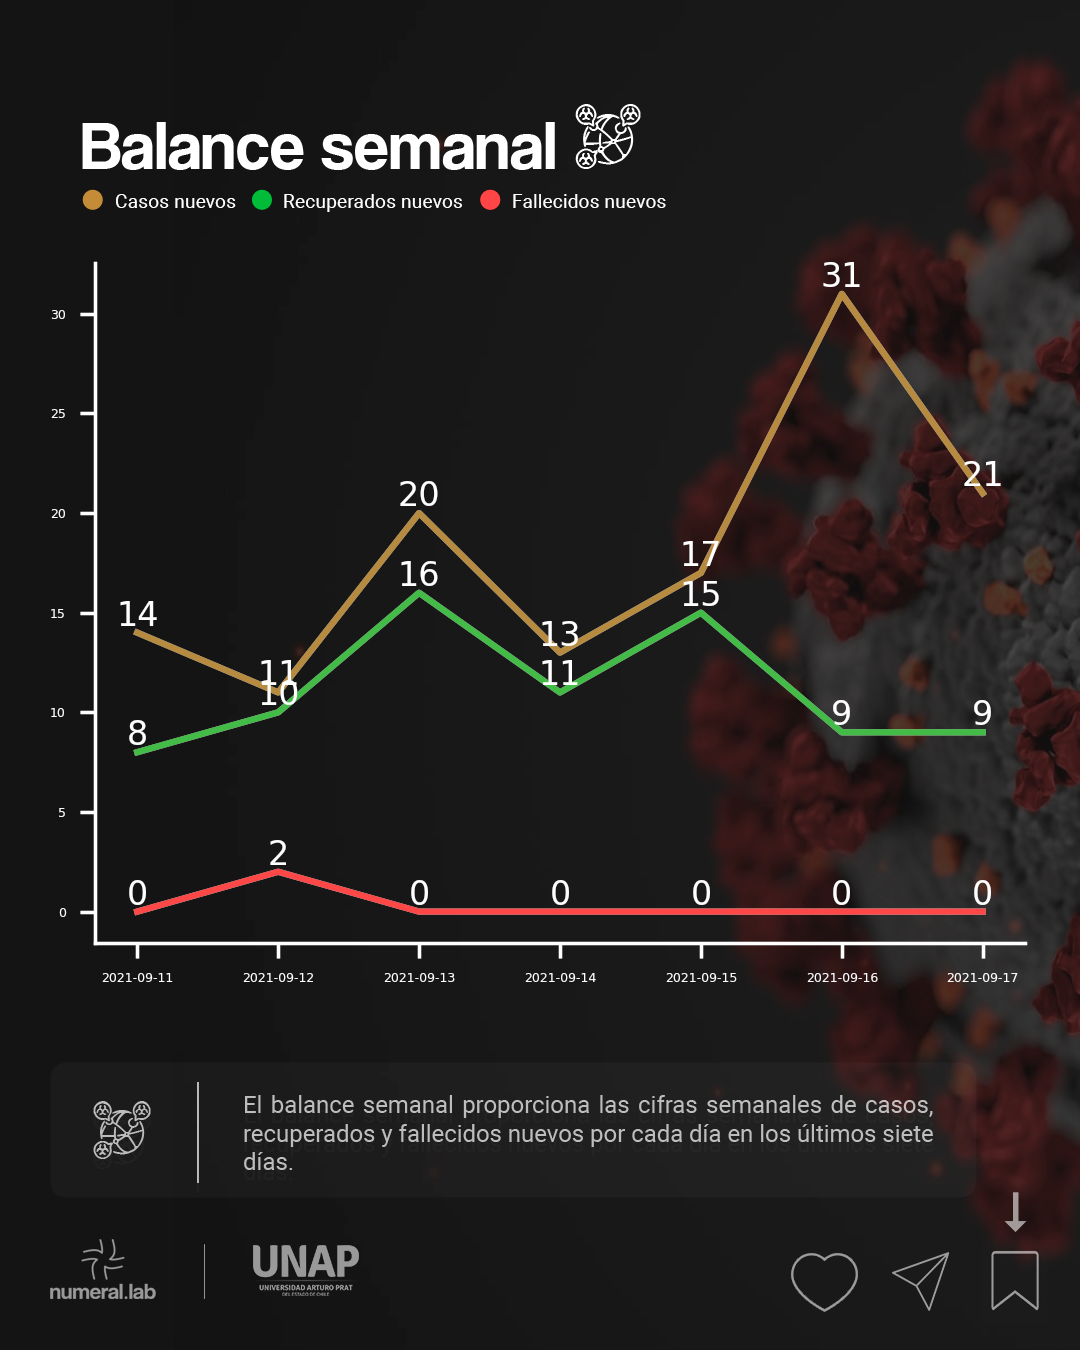 Balance semanal
Casos nuevos Recuperados nuevos Fallecidos nuevos
31
30
25
21
20
20
17
16
15
15
14
13
11
11
10
10
9 9
8
5
2
0 0 0 0 0 0
0
2021-09-11 2021-09-12 2021-09-13 2021-09-14 2021-09-15 2021-09-16 2021-09-17
El balance semanal proporciona las cifras semanales de casos,
recuperados y fallecidos nuevos por cada día en los últimos siete
días.
numeral.lab
UNAP
UNIVERSIDAD ARTURO PRAT
DEL ESTADO DE CHILE